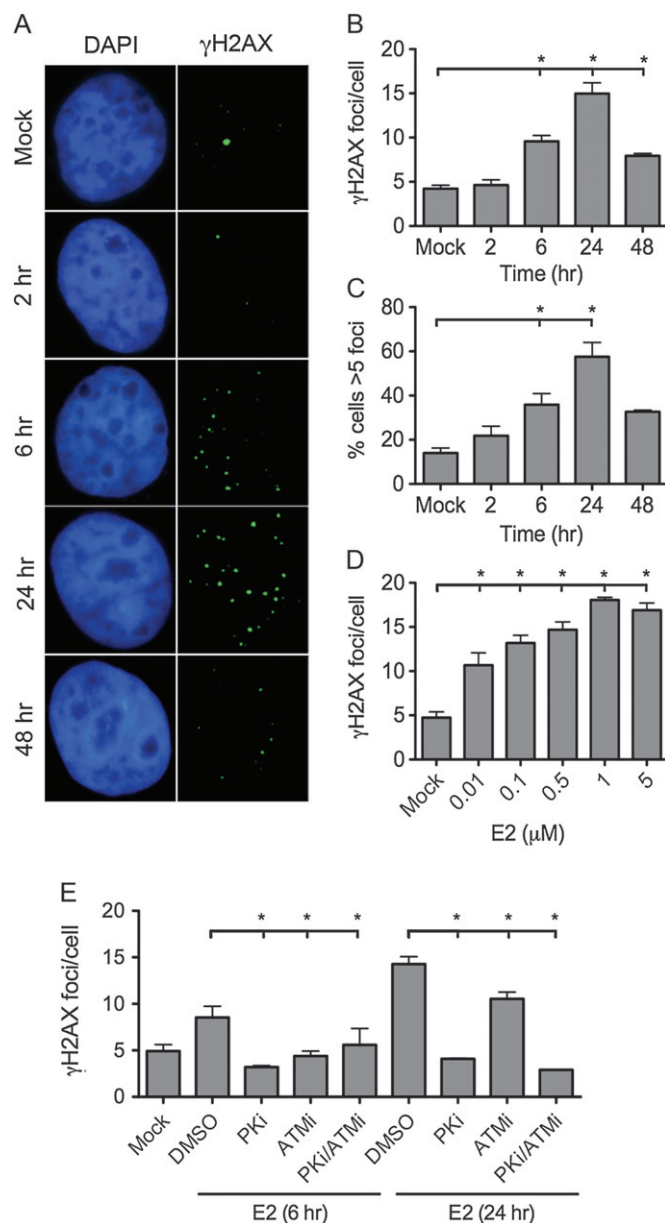 A
DAPI
γH2AX
Mock
2 hr
6 hr
24 hr
48 hr
B
γH2AX foci/cell
20
15
10
5
0
* * *
Mock 2 6 24 48
Time (hr)
C
% cells >5 foci
80
60
40
20
0
* *
Mock 2 6 24 48
Time (hr)
D
γH2AX foci/cell
20
15
10
5
0
* * * * *
Mock 0.01 0.1 0.5 1 5
E2 (μM)
E
γH2AX foci/cell
20
15
10
5
0
* * * * * *
Mock DMSO PKi ATMi PKi/ATMi DMSO PKi ATMi PKi/ATMi
E2 (6 hr) E2 (24 hr)